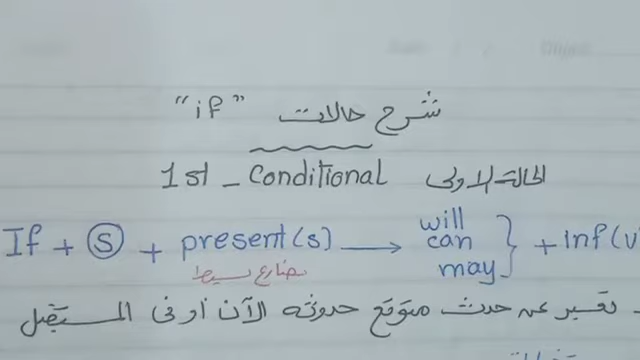 شرح حالات "if"
1st - Conditional الحالة الاولى
If + (S) + present(s) → will can may } + Inf (v
مضارع بسيط
تعبر عن حدث متوقع حدوثه الآن أو فى المستقبل